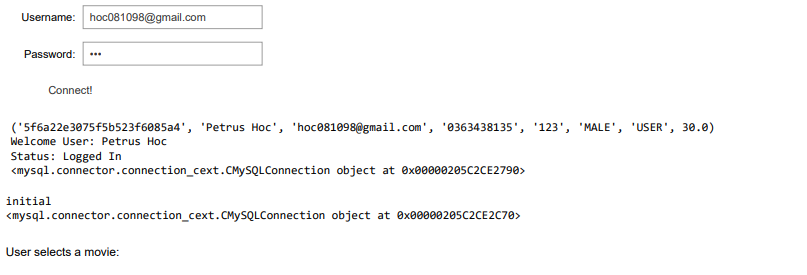 Username: hoc081098@gmail.com
Password: •••
Connect!
('5f6a22e3075f5b523f6085a4', 'Petrus Hoc', 'hoc081098@gmail.com', '0363438135', '123', 'MALE', 'USER', 30.0)
Welcome User: Petrus Hoc
Status: Logged In
<mysql.connector.connection_cext.CMySQLConnection object at 0x00000205C2CE2790>
initial
<mysql.connector.connection_cext.CMySQLConnection object at 0x00000205C2CE2C70>
User selects a movie: